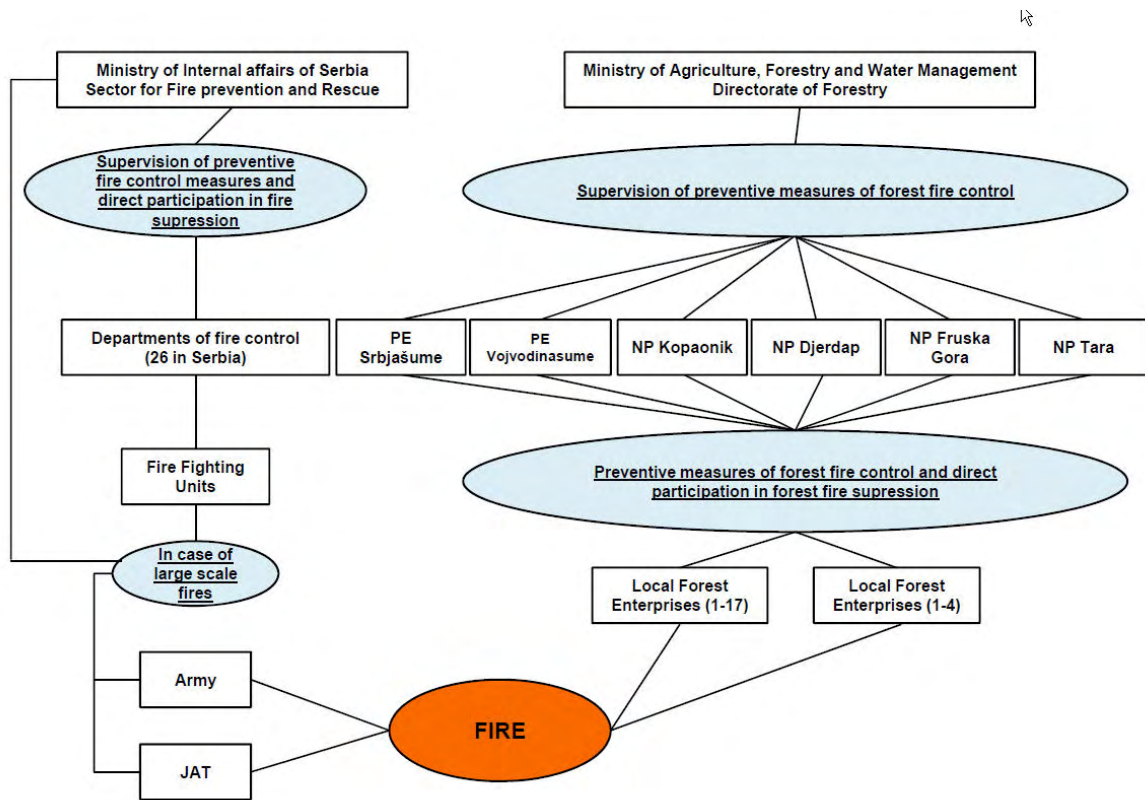 Ministry of Internal affairs of Serbia
Sector for Fire prevention and Rescue
Ministry of Agriculture, Forestry and Water Management
Directorate of Forestry
Supervision of preventive
fire control measures and
direct participation in fire
supression
Supervision of preventive measures of forest fire control
Departments of fire control
(26 in Serbia)
PE
Srbjašume
PE
Vojvodinasume
NP Kopaonik
NP Djerdap
NP Fruska
Gora
NP Tara
Fire Fighting
Units
Preventive measures of forest fire control and direct
participation in forest fire supression
In case of
large scale
fires
Local Forest
Enterprises (1-17)
Local Forest
Enterprises (1-4)
Army
FIRE
JAT